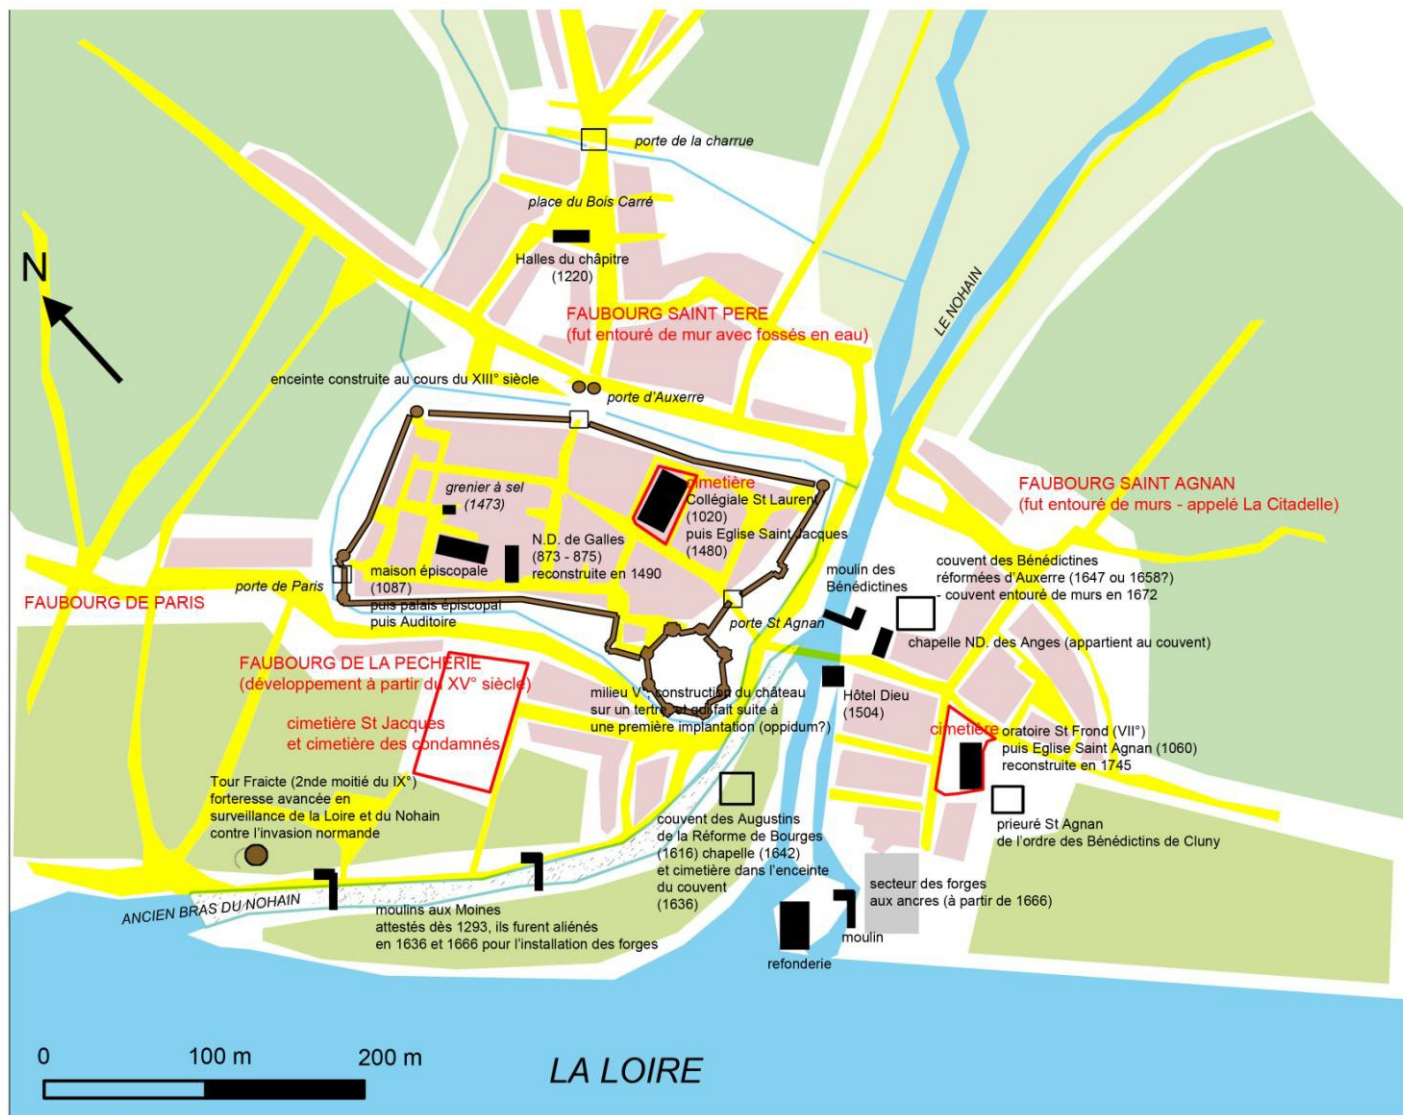 porte de la charrue
place du Bois Carré
Halles du châpitre
(1220)
N
LE NOHAIN
FAUBOURG SAINT PERE
(fut entouré de mur avec fossés en eau)
enceinte construite au cours du XIII° siècle
porte d'Auxerre
grenier à sel
(1473)
cimetière
Collégiale St Laurent
(1020)
puis Eglise Saint Jacques
(1480)
FAUBOURG SAINT AGNAN
(fut entouré de murs - appelé La Citadelle)
N.D. de Galles
(873 - 875)
reconstruite en 1490
maison épiscopale
(1087)
puis palais épiscopal
puis Auditoire
porte de Paris
FAUBOURG DE PARIS
moulin des
Bénédictines
couvent des Bénédictines
réformées d'Auxerre (1647 ou 1658?)
- couvent entouré de murs en 1672
porte St Agnan
chapelle ND. des Anges (appartient au couvent)
FAUBOURG DE LA PECHERIE
(développement à partir du XV° siècle)
cimetière St Jacques
et cimetière des condamnés
milieu V°: construction du château
sur un tertre, et qui fait suite à
une première implantation (oppidum?)
Hôtel Dieu
(1504)
cimetière
oratoire St Frond (VII°)
puis Eglise Saint Agnan (1060)
reconstruite en 1745
Tour Fraicte (2nde moitié du IX°)
forteresse avancée en
surveillance de la Loire et du Nohain
contre l'invasion normande
couvent des Augustins
de la Réforme de Bourges
(1616) chapelle (1642)
et cimetière dans l'enceinte
du couvent
(1636)
prieuré St Agnan
de l'ordre des Bénédictins de Cluny
secteur des forges
aux ancres (à partir de 1666)
ANCIEN BRAS DU NOHAIN
moulins aux Moines
attestés dès 1293, ils furent aliénés
en 1636 et 1666 pour l'installation des forges
moulin
refonderie
0 100 m 200 m
LA LOIRE